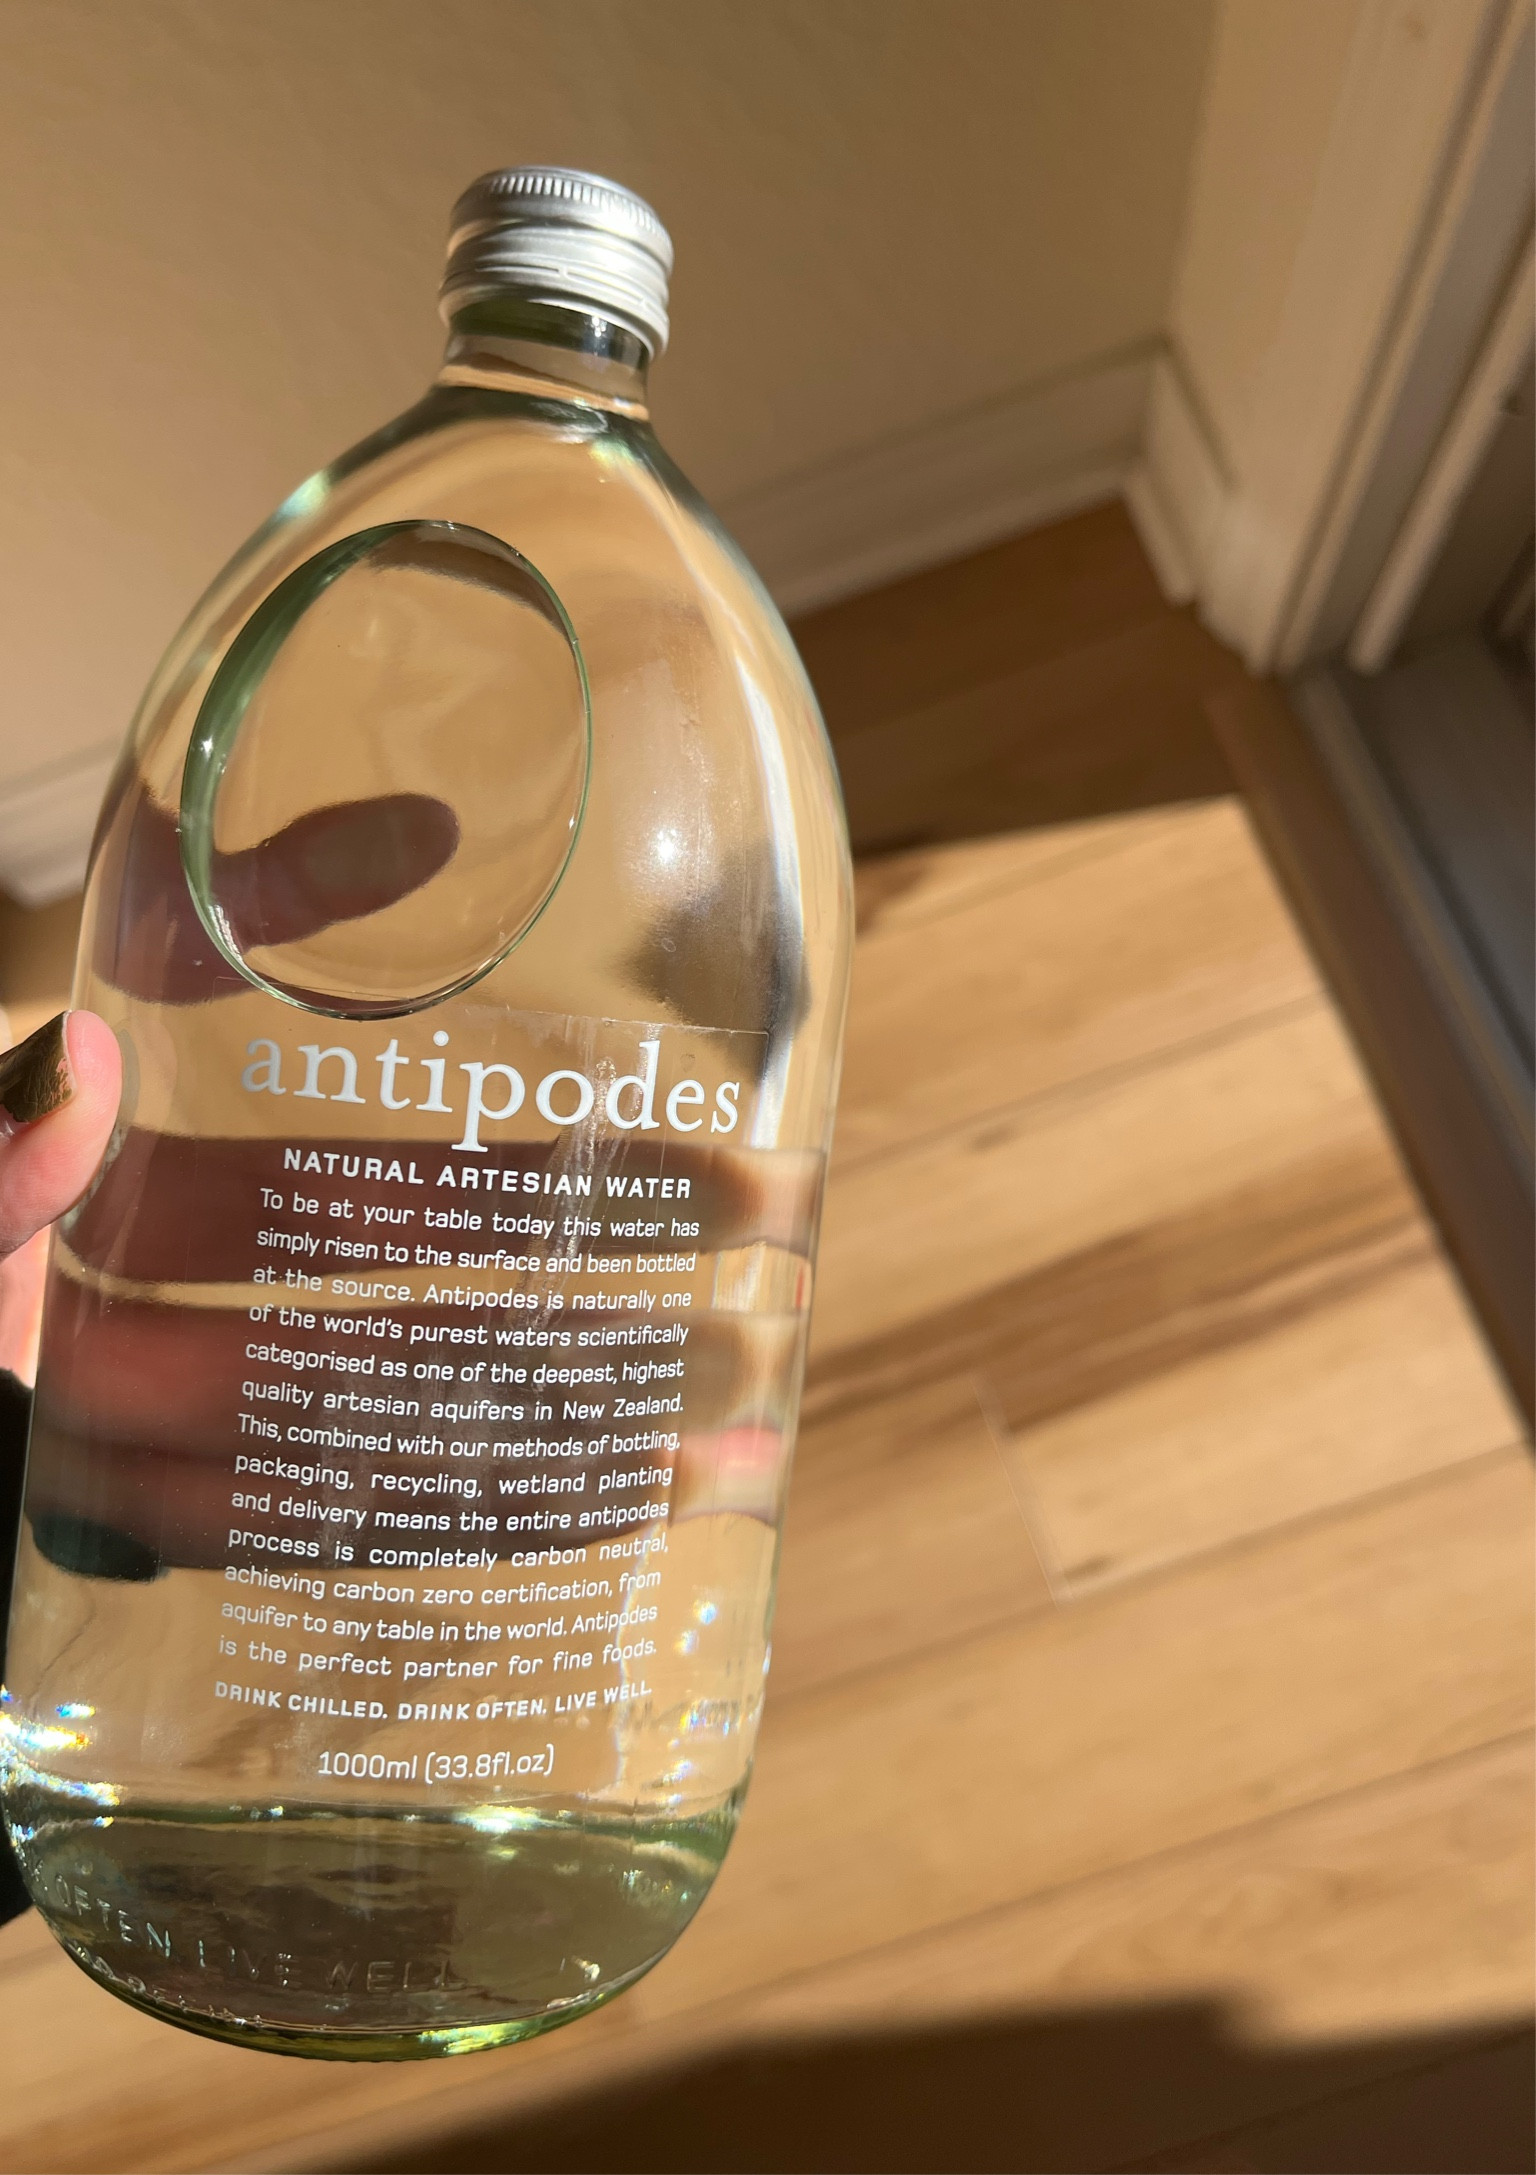 antipodes
NATURAL ARTESIAN WATER
To be at your table today this water has
simply risen to the surface and been bottled
at the source. Antipodes is naturally one
of the world's purest waters scientifically
categorised as one of the deepest, highest
quality artesian aquifers in New Zealand.
This, combined with our methods of bottling,
packaging, recycling, wetland planting
and delivery means the entire antipodes
process is completely carbon neutral,
achieving carbon zero certification, from
aquifer to any table in the world. Antipodes
is the perfect partner for fine foods.
DRINK CHILLED. DRINK OFTEN. LIVE WELL.
1000ml (33.8fl.oz)
OFTEN LIVE WELL